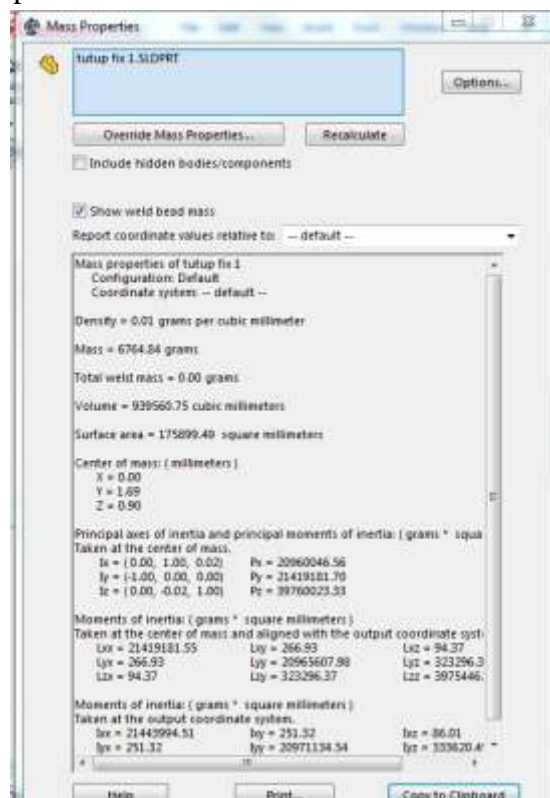 Mass Properties
tutup fix 1.SLDPRT
Options...
Override Mass Properties...
Recalculate
Include hidden bodies/components
Show weld bead mass
Report coordinate values relative to: -- default --
Mass properties of tutup fix 1
Configuration: Default
Coordinate system: -- default --
Density = 0.01 grams per cubic millimeter
Mass = 6764.84 grams
Total weld mass = 0.00 grams
Volume = 939560.75 cubic millimeters
Surface area = 175899.49 square millimeters
Center of mass: ( millimeters )
X = 0.00
Y = 1.69
Z = 0.90
Principal axes of inertia and principal moments of inertia: ( grams * squa
Taken at the center of mass.
Ix = ( 0.00, 1.00, 0.02) Px = 20960046.56
Iy = (-1.00, 0.00, 0.00) Py = 21419181.70
Iz = ( 0.00, -0.02, 1.00) Pz = 39760023.33
Moments of inertia: ( grams * square millimeters )
Taken at the center of mass and aligned with the output coordinate syst
Lxx = 21419181.55 Lxy = 266.93 Lxz = 94.37
Lyx = 266.93 Lyy = 20965607.98 Lyz = 323296.3
Lzx = 94.37 Lzy = 323296.37 Lzz = 3975446.
Moments of inertia: ( grams * square millimeters )
Taken at the output coordinate system.
Ixx = 21443994.51 Ixy = 251.32 Ixz = 86.01
Iyx = 251.32 Iyy = 20971134.54 Iyz = 333620.4
Help
Print...
Copy to Clipboard